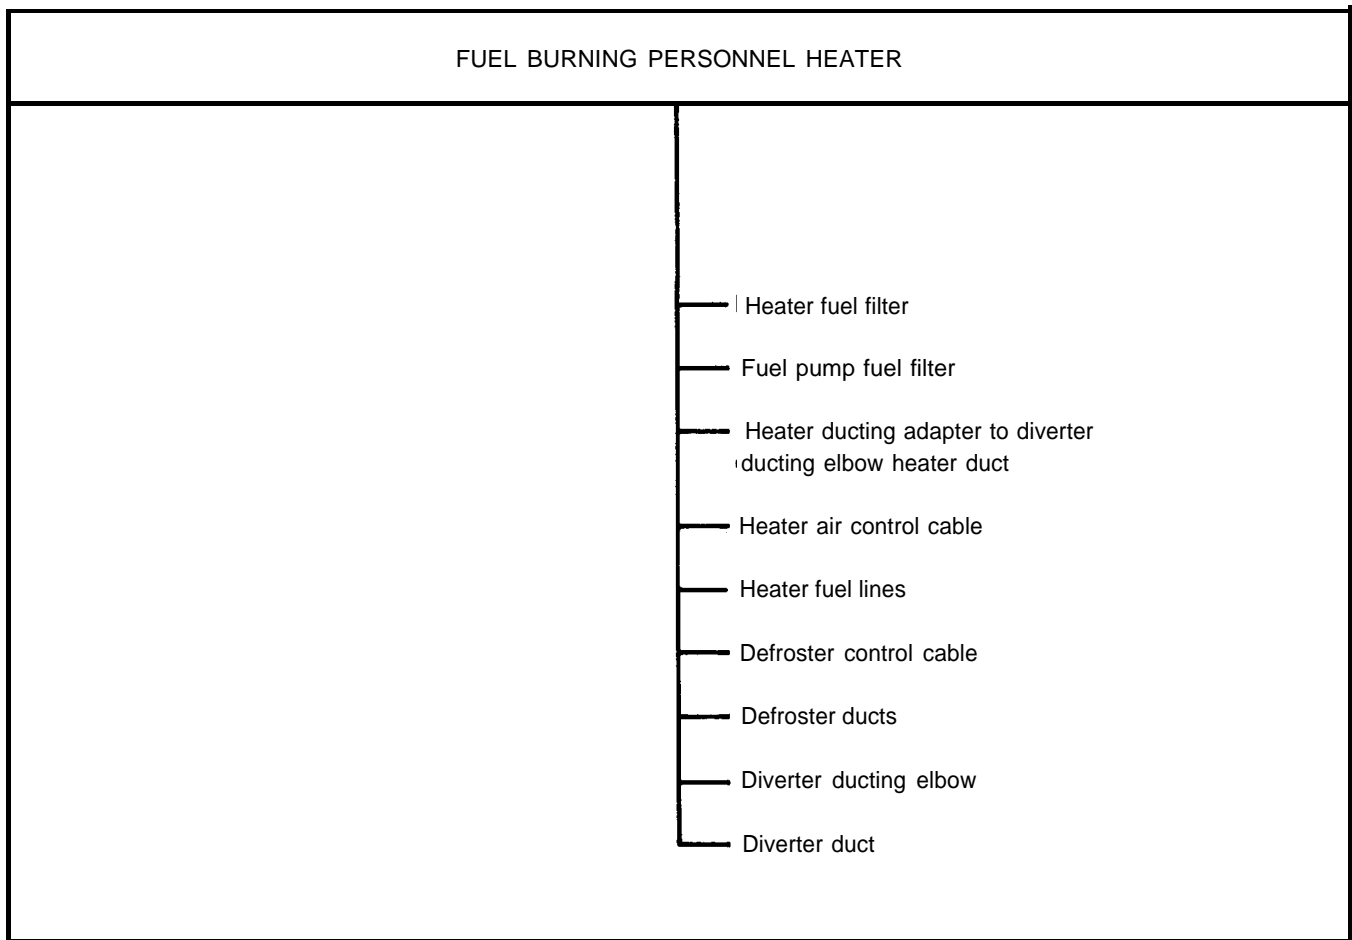 FUEL BURNING PERSONNEL HEATER
Heater fuel filter
Fuel pump fuel filter
Heater ducting adapter to diverter
ducting elbow heater duct
Heater air control cable
Heater fuel lines
Defroster control cable
Defroster ducts
Diverter ducting elbow
Diverter duct